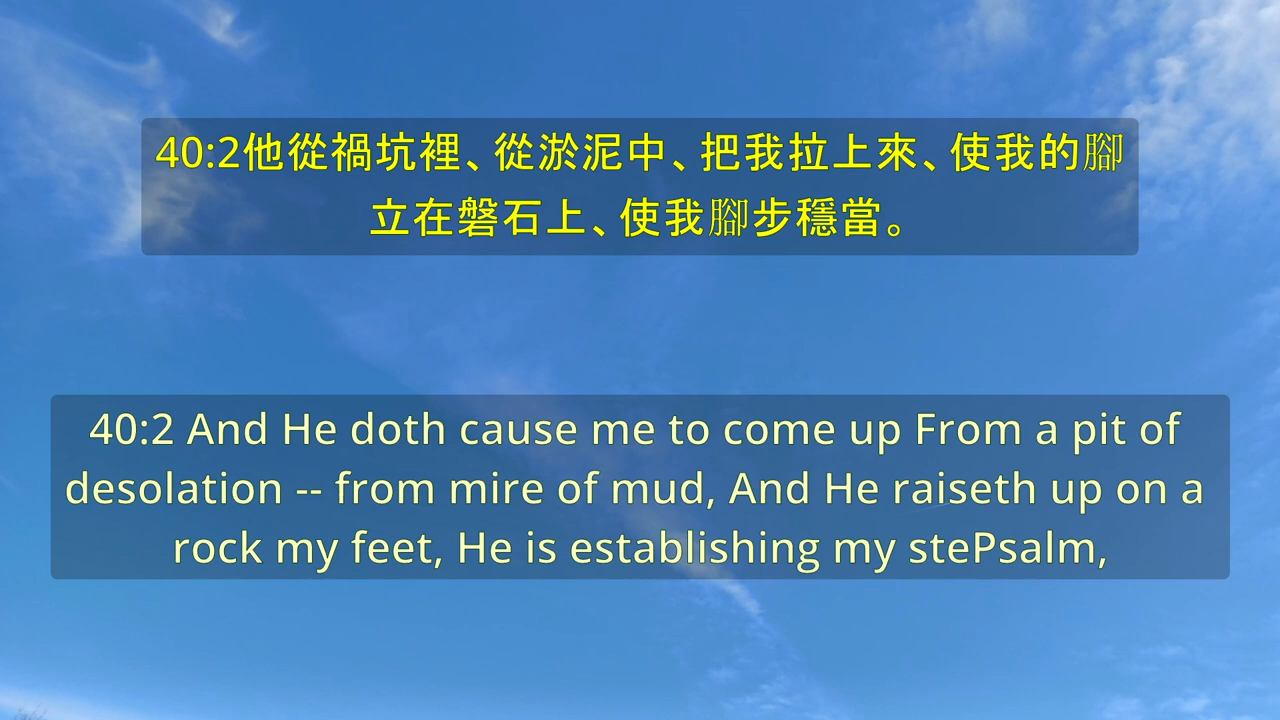 40:2他從禍坑裡、從淤泥中、把我拉上來、使我的腳
立在磐石上、使我腳步穩當。
40:2 And He doth cause me to come up From a pit of
desolation -- from mire of mud, And He raiseth up on a
rock my feet, He is establishing my stePsalm,